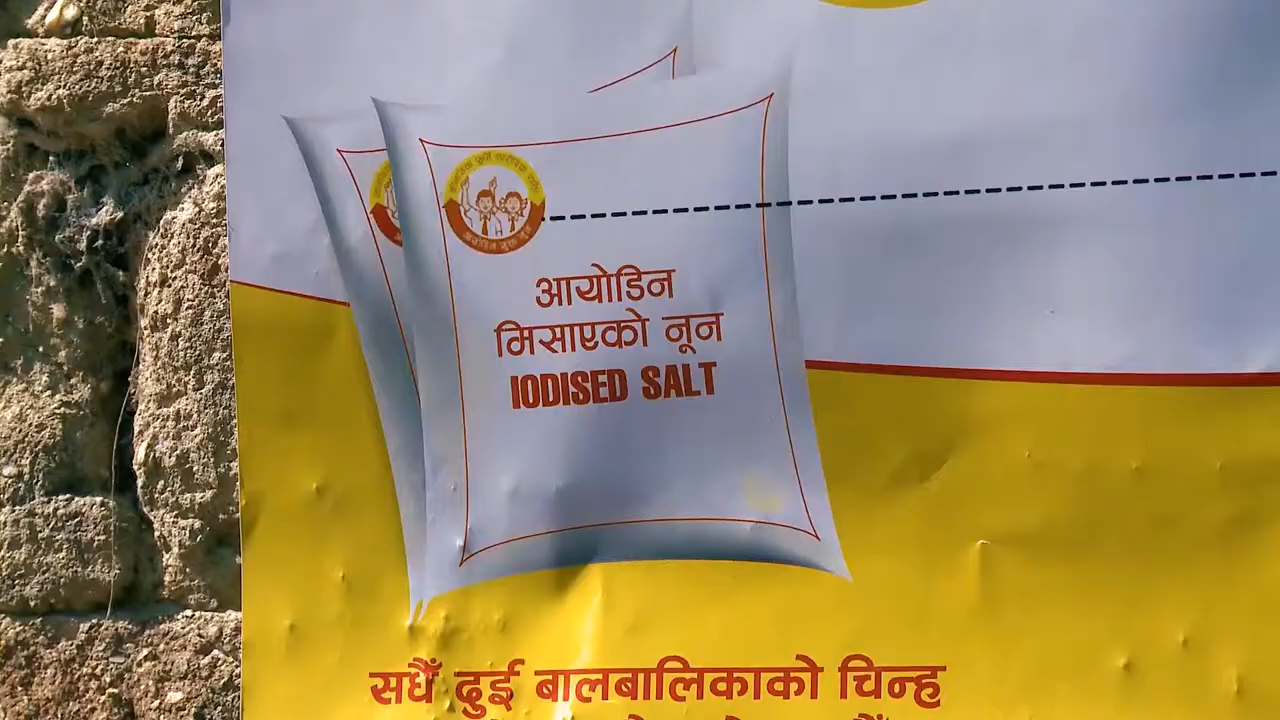 आयोडिन
मिसाएको नून
IODISED SALT
सधैँ दुई बालबालिकाको चिन्ह